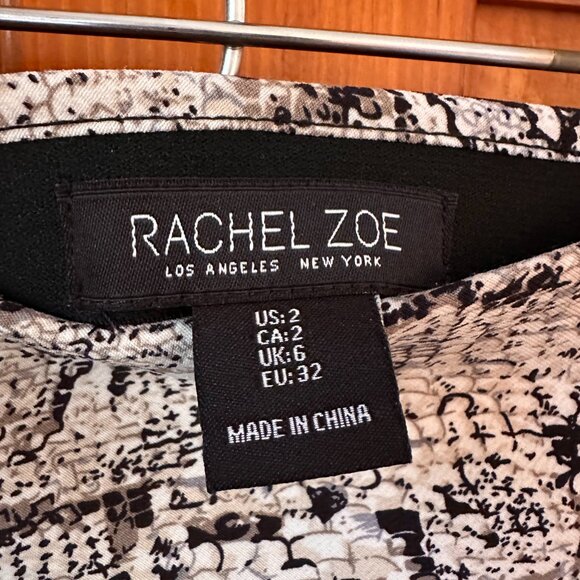 RACHEL ZOE
LOS ANGELES NEW YORK
US: 2
CA: 2
UK: 6
EU: 32
MADE IN CHINA